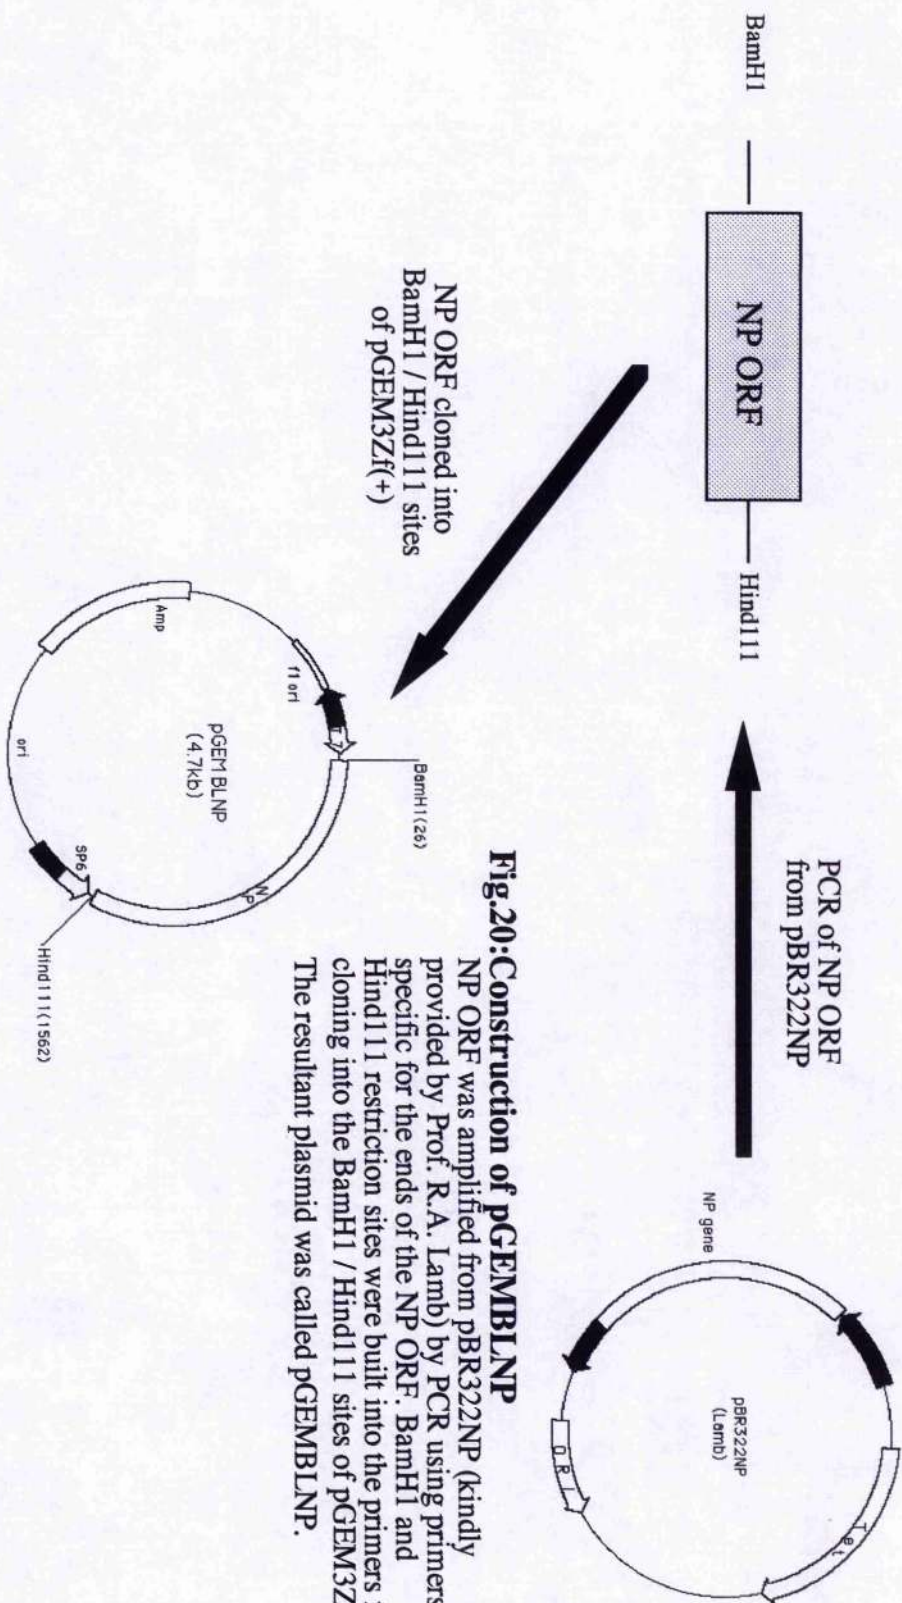 BamH1
NP ORF
Hind111
PCR of NP ORF
from pBR322NP
NP gene
pBR322NP
(Lamb)
Tet
ORI
NP ORF cloned into
BamH1 / Hind111 sites
of pGEM3Zf(+)
Amp
f1 ori
T7
BamH1(26)
pGEM BLNP
(4.7kb)
NP
ori
SP6
Hind111(1562)
Fig.20:Construction of pGEMBLNP
NP ORF was amplified from pBR322NP (kindly
provided by Prof. R.A. Lamb) by PCR using primers
specific for the ends of the NP ORF. BamH1 and
Hind111 restriction sites were built into the primers
cloning into the BamH1 / Hind111 sites of pGEM3Z
The resultant plasmid was called pGEMBLNP.